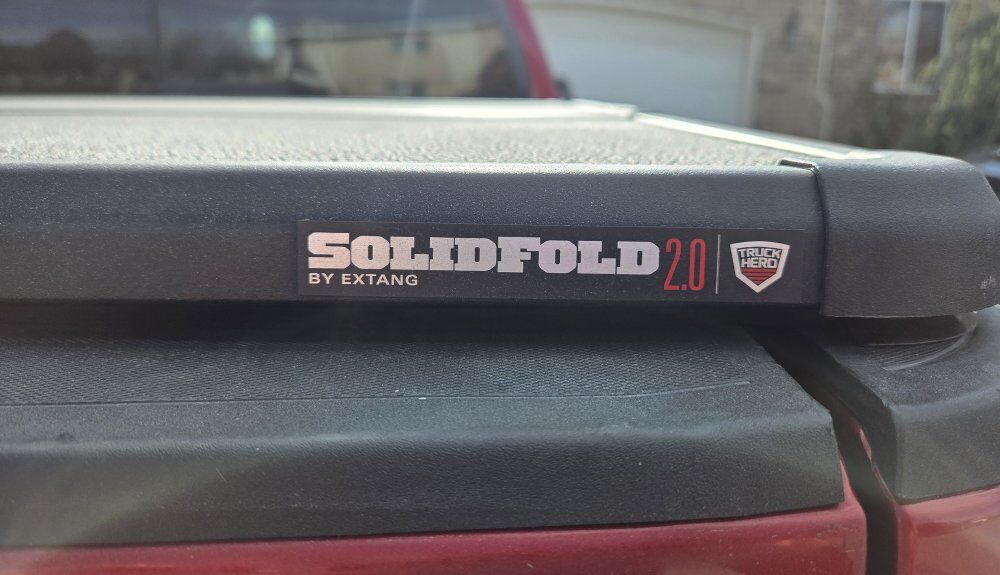 SOLIDFOLD 2.0
BY EXTANG
TRUCK
HERO